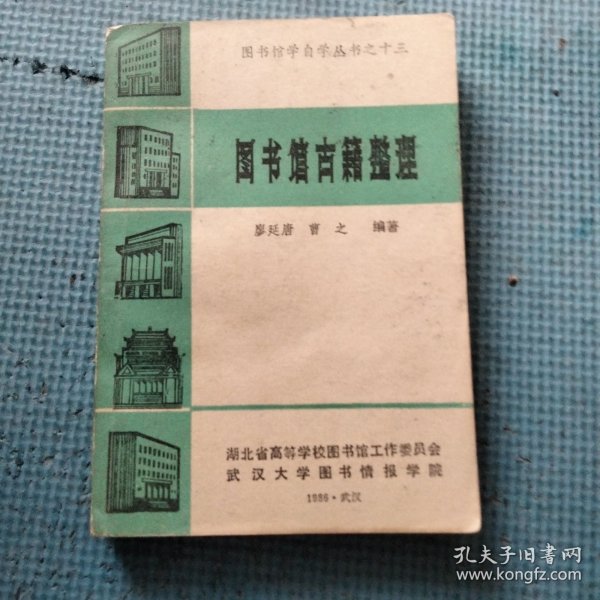 图书馆学自学丛书之十三
图书馆古籍整理
廖延唐 曹之 编著
湖北省高等学校图书馆工作委员会
武汉大学图书情报学院
1986·武汉
孔夫子旧书网
www.kongfz.com